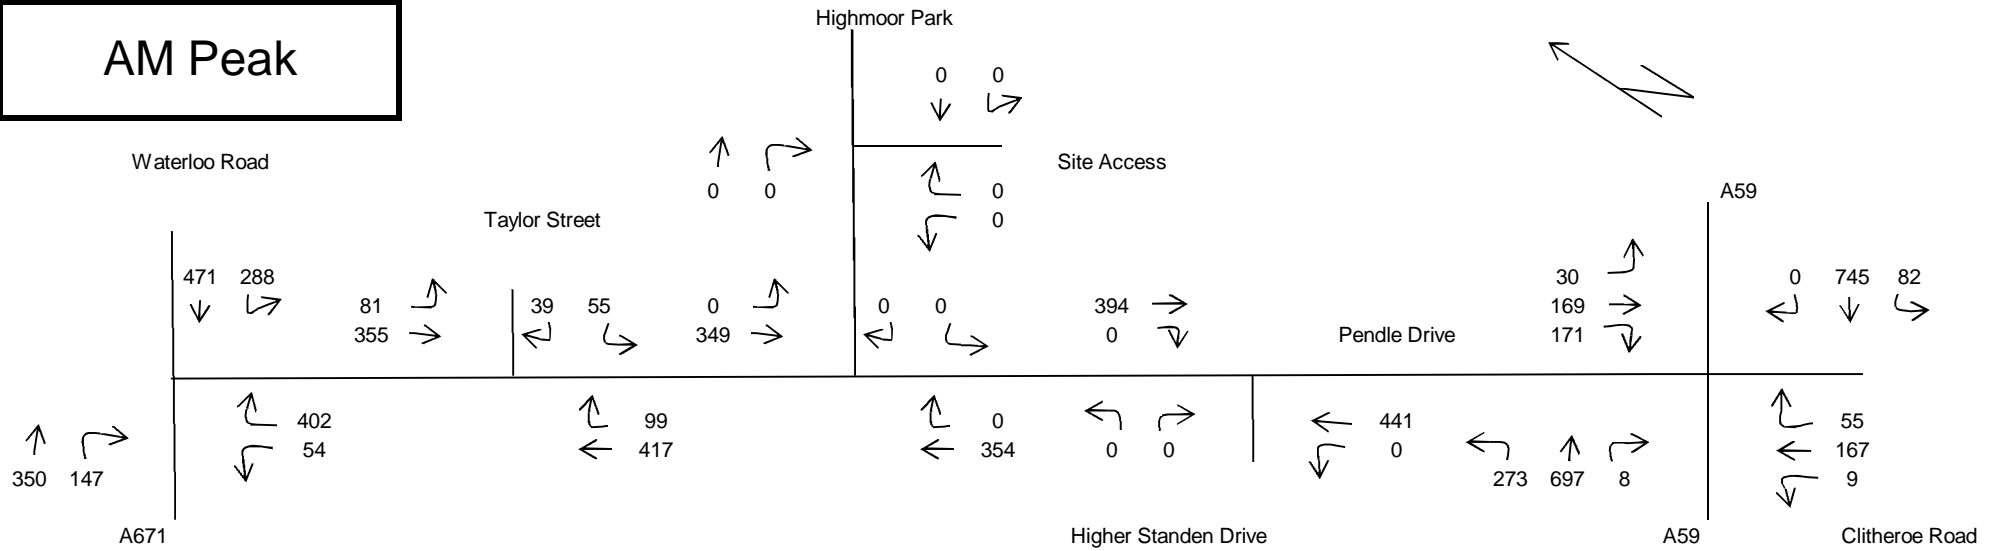 Highmoor Park
AM Peak
0 0
Waterloo Road
Site Access
0 0
0
0
A59
Taylor Street
471 288
81
355
39 55
0
349
0 0
394
0
Pendle Drive
30
169
171
0 745 82
350 147
402
54
99
417
0
354
0 0
441
0
273 697 8
55
167
9
A671
Higher Standen Drive
A59
Clitheroe Road